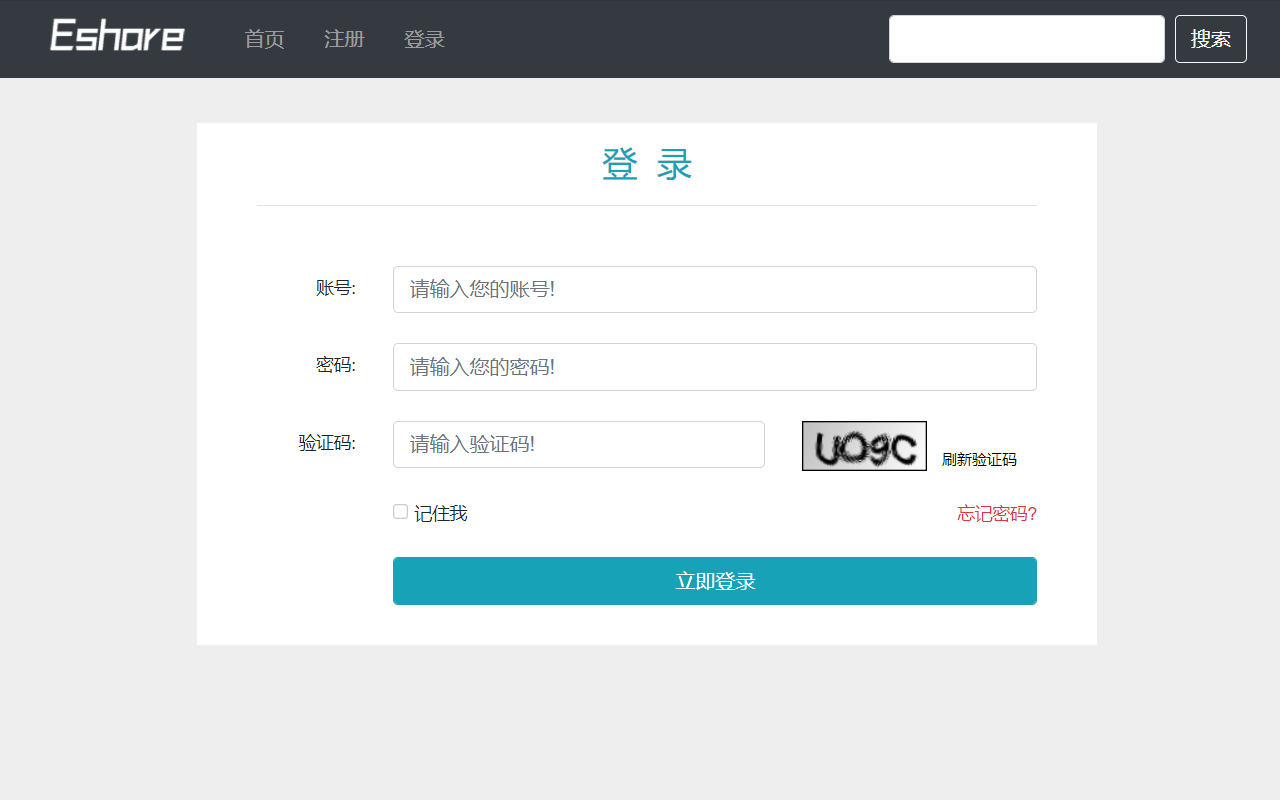 Eshare 首页 注册 登录 搜索
登 录
账号: 请输入您的账号!
密码: 请输入您的密码!
验证码: 请输入验证码! UO9C 刷新验证码
记住我 忘记密码?
立即登录